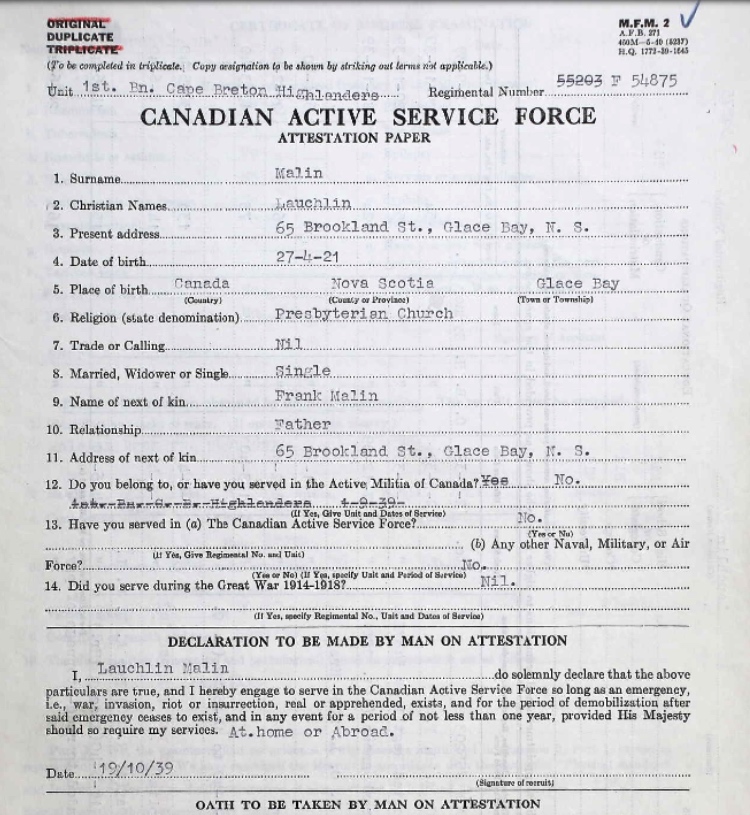 ORIGINAL
DUPLICATE
TRIPLICATE
M.F.M. 2
A.F.B. 271
H.Q. 1772-39-1645
(To be completed in triplicate. Copy designation to be shown by striking out terms not applicable.)
Unit 1st. Bn. Cape Breton Highlanders Regimental Number 55203 F 54875
CANADIAN ACTIVE SERVICE FORCE
ATTESTATION PAPER
1. Surname Malin
2. Christian Names Lauchlin
3. Present address 65 Brookland St., Glace Bay, N. S.
4. Date of birth 27-4-21
5. Place of birth Canada Nova Scotia Glace Bay
(Country) (County or Province) (Town or Township)
6. Religion (state denomination) Presbyterian Church
7. Trade or Calling Nil
8. Married, Widower or Single Single
9. Name of next of kin Frank Malin
10. Relationship Father
11. Address of next of kin 65 Brookland St., Glace Bay, N. S.
12. Do you belong to, or have you served in the Active Militia of Canada? Yes No.
Highlanders 1-9-39-
(If Yes, Give Unit and Dates of Service)
13. Have you served in (a) The Canadian Active Service Force? No.
(Yes or No)
(If Yes, Give Regimental No. and Unit) (b) Any other Naval, Military, or Air
Force? No.
(Yes or No) (If Yes, specify Unit and Period of Service)
14. Did you serve during the Great War 1914-1918? Nil.
(If Yes, specify Regimental No., Unit and Dates of Service)
DECLARATION TO BE MADE BY MAN ON ATTESTATION
I, Lauchlin Malin do solemnly declare that the above
particulars are true, and I hereby engage to serve in the Canadian Active Service Force so long as an emergency,
i.e., war, invasion, riot or insurrection, real or apprehended, exists, and for the period of demobilization after
said emergency ceases to exist, and in any event for a period of not less than one year, provided His Majesty
should so require my services. At.home or Abroad.
Date 19/10/39
(Signature of recruit)
OATH TO BE TAKEN BY MAN ON ATTESTATION